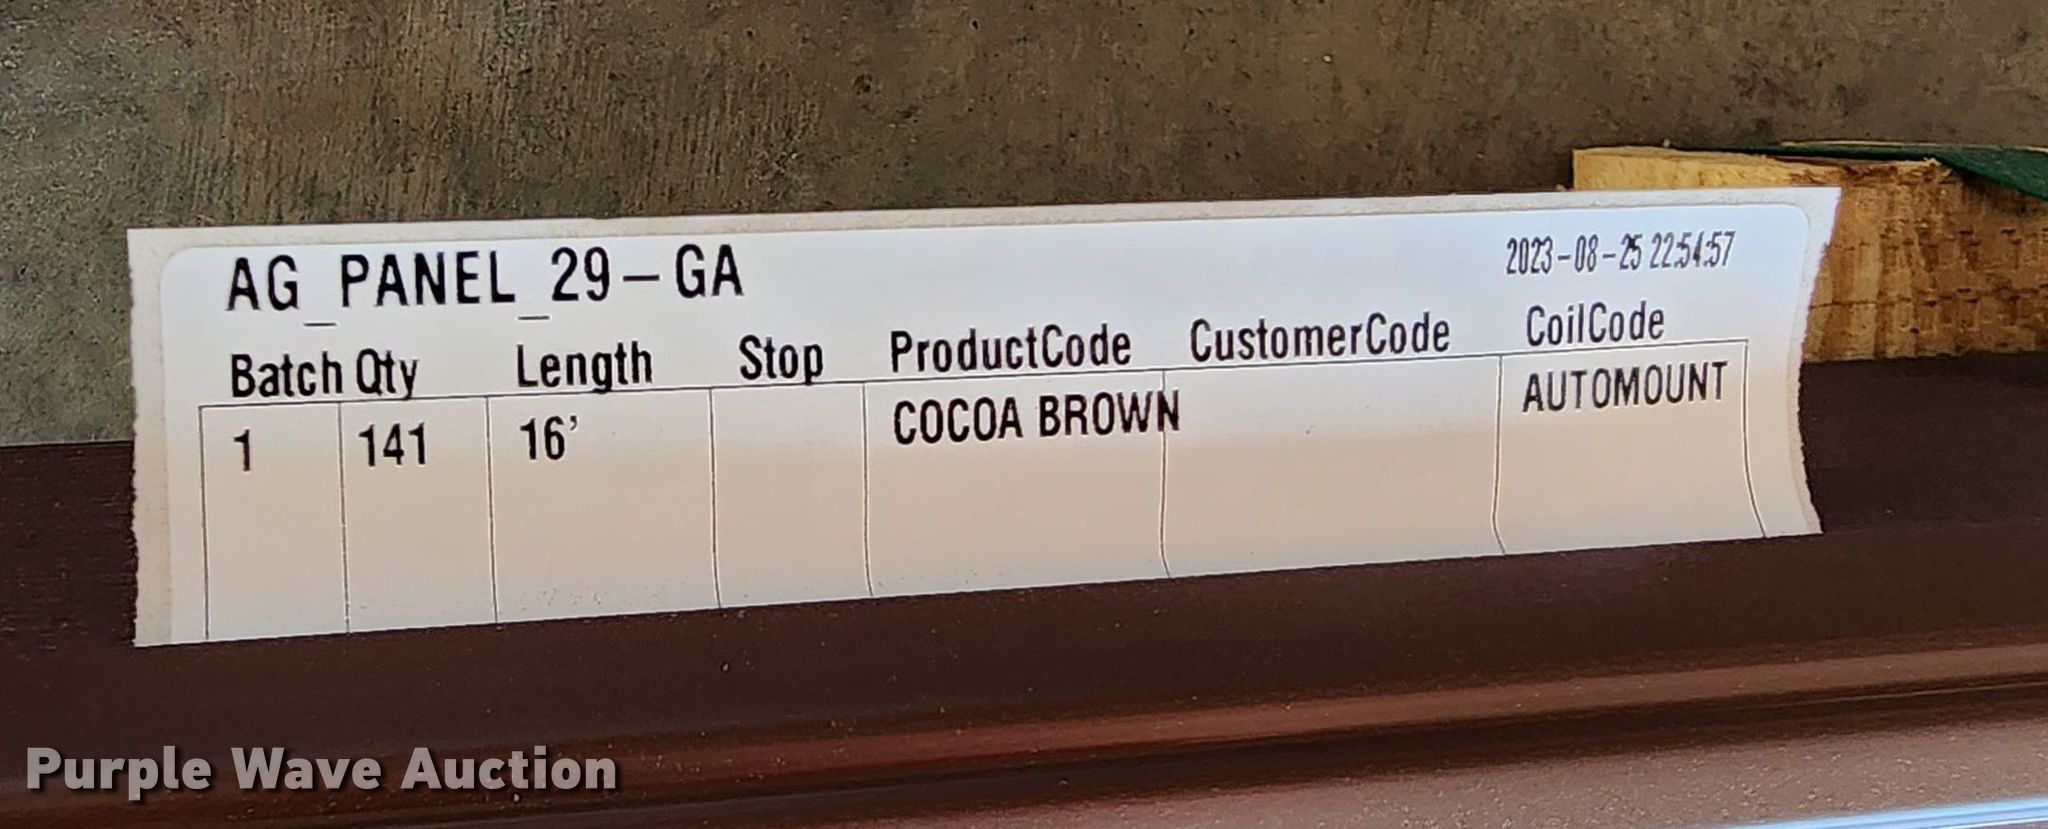 AG_PANEL_29-GA
2023-08-25 22:54:57
Batch Qty Length Stop ProductCode CustomerCode CoilCode
1 141 16' COCOA BROWN AUTOMOUNT
Purple Wave Auction